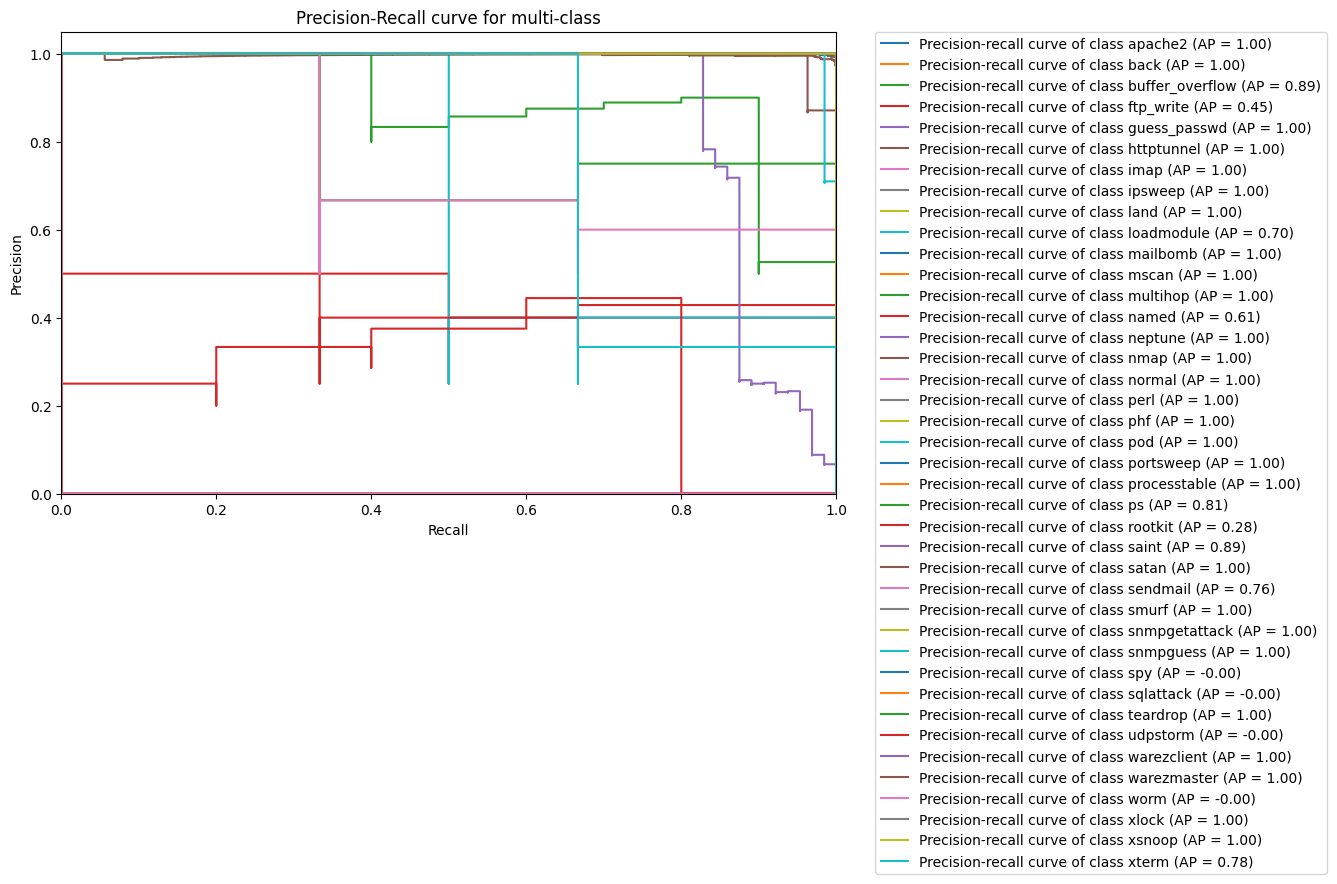 Precision-Recall curve for multi-class
1.0
0.8
0.6
0.4
0.2
0.0
Precision
0.0 0.2 0.4 0.6 0.8 1.0
Recall
Precision-recall curve of class apache2 (AP = 1.00)
Precision-recall curve of class back (AP = 1.00)
Precision-recall curve of class buffer_overflow (AP = 0.89)
Precision-recall curve of class ftp_write (AP = 0.45)
Precision-recall curve of class guess_passwd (AP = 1.00)
Precision-recall curve of class httptunnel (AP = 1.00)
Precision-recall curve of class imap (AP = 1.00)
Precision-recall curve of class ipsweep (AP = 1.00)
Precision-recall curve of class land (AP = 1.00)
Precision-recall curve of class loadmodule (AP = 0.70)
Precision-recall curve of class mailbomb (AP = 1.00)
Precision-recall curve of class mscan (AP = 1.00)
Precision-recall curve of class multihop (AP = 1.00)
Precision-recall curve of class named (AP = 0.61)
Precision-recall curve of class neptune (AP = 1.00)
Precision-recall curve of class nmap (AP = 1.00)
Precision-recall curve of class normal (AP = 1.00)
Precision-recall curve of class perl (AP = 1.00)
Precision-recall curve of class phf (AP = 1.00)
Precision-recall curve of class pod (AP = 1.00)
Precision-recall curve of class portsweep (AP = 1.00)
Precision-recall curve of class processtable (AP = 1.00)
Precision-recall curve of class ps (AP = 0.81)
Precision-recall curve of class rootkit (AP = 0.28)
Precision-recall curve of class saint (AP = 0.89)
Precision-recall curve of class satan (AP = 1.00)
Precision-recall curve of class sendmail (AP = 0.76)
Precision-recall curve of class smurf (AP = 1.00)
Precision-recall curve of class snmpgetattack (AP = 1.00)
Precision-recall curve of class snmpguess (AP = 1.00)
Precision-recall curve of class spy (AP = -0.00)
Precision-recall curve of class sqlattack (AP = -0.00)
Precision-recall curve of class teardrop (AP = 1.00)
Precision-recall curve of class udpstorm (AP = -0.00)
Precision-recall curve of class warezclient (AP = 1.00)
Precision-recall curve of class warezmaster (AP = 1.00)
Precision-recall curve of class worm (AP = -0.00)
Precision-recall curve of class xlock (AP = 1.00)
Precision-recall curve of class xsnoop (AP = 1.00)
Precision-recall curve of class xterm (AP = 0.78)